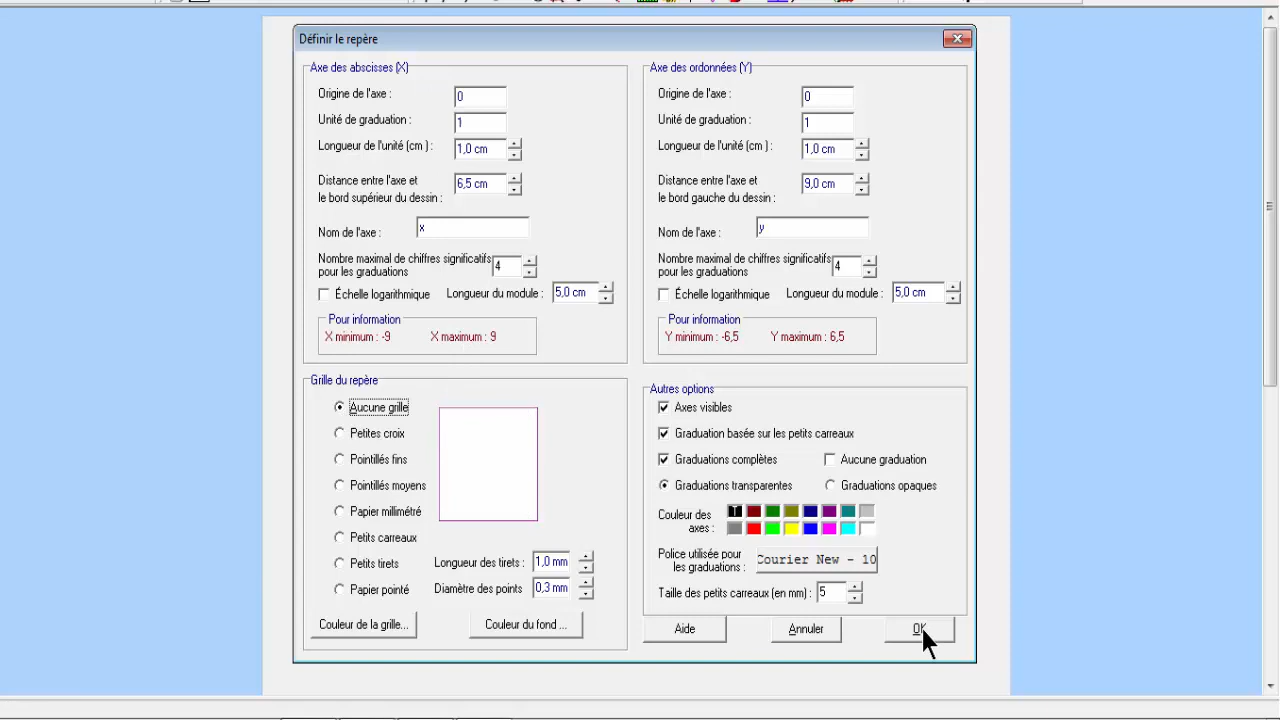 Définir le repère
Axe des abscisses (X)
Origine de l'axe : 0
Unité de graduation : 1
Longueur de l'unité (cm ) : 1,0 cm
Distance entre l'axe et
le bord supérieur du dessin : 6,5 cm
Nom de l'axe : x
Nombre maximal de chiffres significatifs
pour les graduations 4
Échelle logarithmique Longueur du module : 5,0 cm
Pour information
X minimum : -9 X maximum : 9
Axe des ordonnées (Y)
Origine de l'axe : 0
Unité de graduation : 1
Longueur de l'unité (cm ) : 1,0 cm
Distance entre l'axe et
le bord gauche du dessin : 9,0 cm
Nom de l'axe : y
Nombre maximal de chiffres significatifs
pour les graduations 4
Échelle logarithmique Longueur du module : 5,0 cm
Pour information
Y minimum : -6,5 Y maximum : 6,5
Grille du repère
Aucune grille
Petites croix
Pointillés fins
Pointillés moyens
Papier millimétré
Petits carreaux
Petits tirets Longueur des tirets : 1,0 mm
Papier pointé Diamètre des points 0,3 mm
Couleur de la grille... Couleur du fond ...
Autres options
Axes visibles
Graduation basée sur les petits carreaux
Graduations complètes Aucune graduation
Graduations transparentes Graduations opaques
Couleur des
axes : T
Police utilisée pour
les graduations : Courier New - 10
Taille des petits carreaux (en mm) : 5
Aide Annuler OK